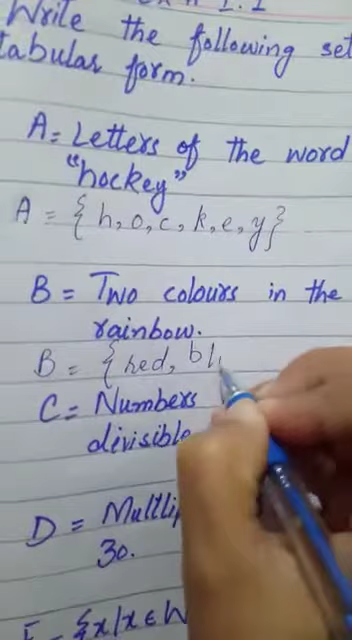 Write the following set
tabular form.
A = Letters of the word
"hockey"
A = {h, o, c, k, e, y}
B = Two colours in the
rainbow.
B = {red, bl
C = Numbers
divisible
D =
30.
{x/x ∈ W